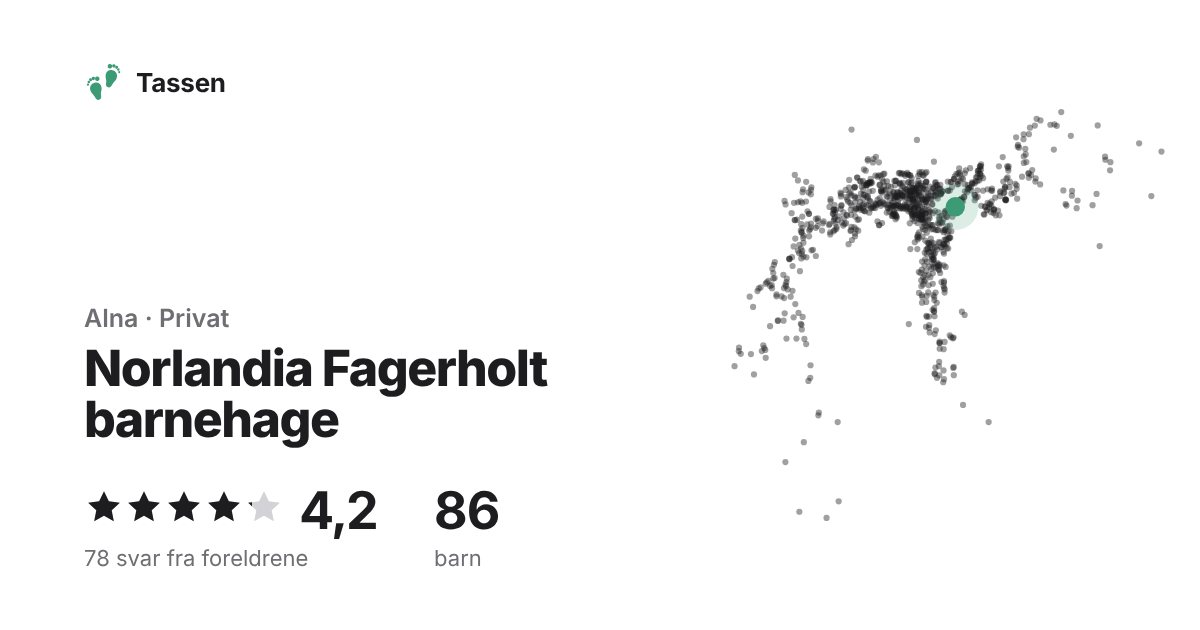 Tassen
Alna · Privat
Norlandia Fagerholt
barnehage
4,2
86
78 svar fra foreldrene
barn